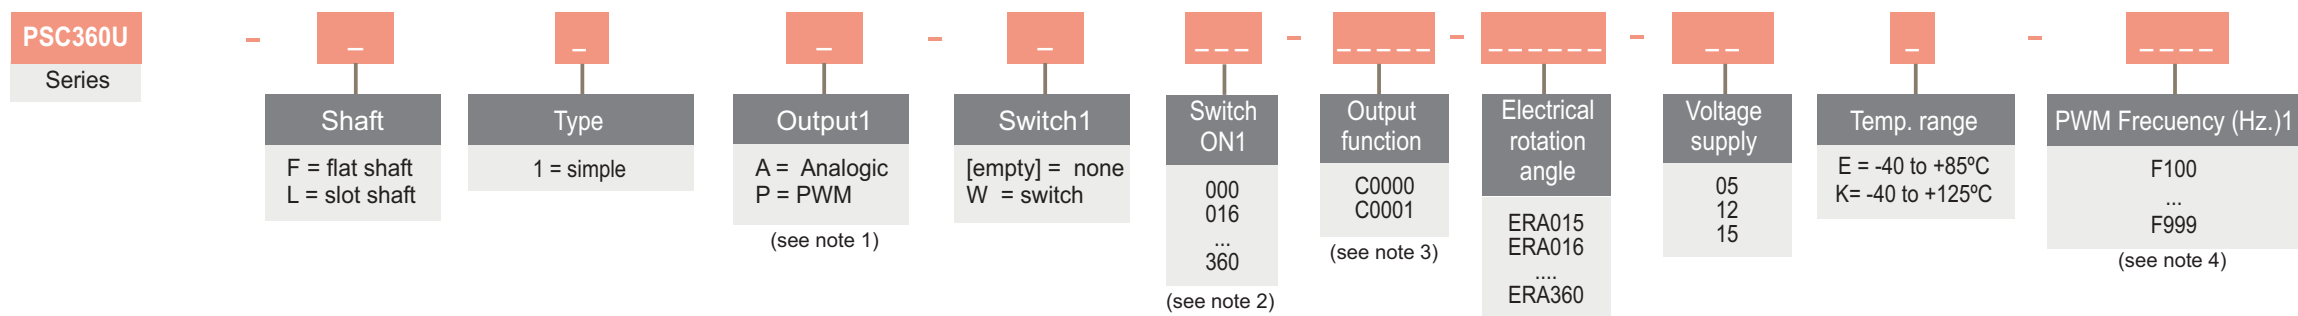 PSC360U - _ _ _ - _ _ _ _ - _ _ _ _ _ - _ _ _ _ _ _ - _ _ _ - _ _ _ _
Series
Shaft
F = flat shaft
L = slot shaft
Type
1 = simple
Output1
A = Analogic
P = PWM
(see note 1)
Switch1
[empty] = none
W = switch
Switch
ON1
000
016
...
360
(see note 2)
Output
function
C0000
C0001
(see note 3)
Electrical
rotation
angle
ERA015
ERA016
....
ERA360
Voltage
supply
05
12
15
Temp. range
E = -40 to +85ºC
K= -40 to +125ºC
PWM Frecuency (Hz.)1
F100
...
F999
(see note 4)